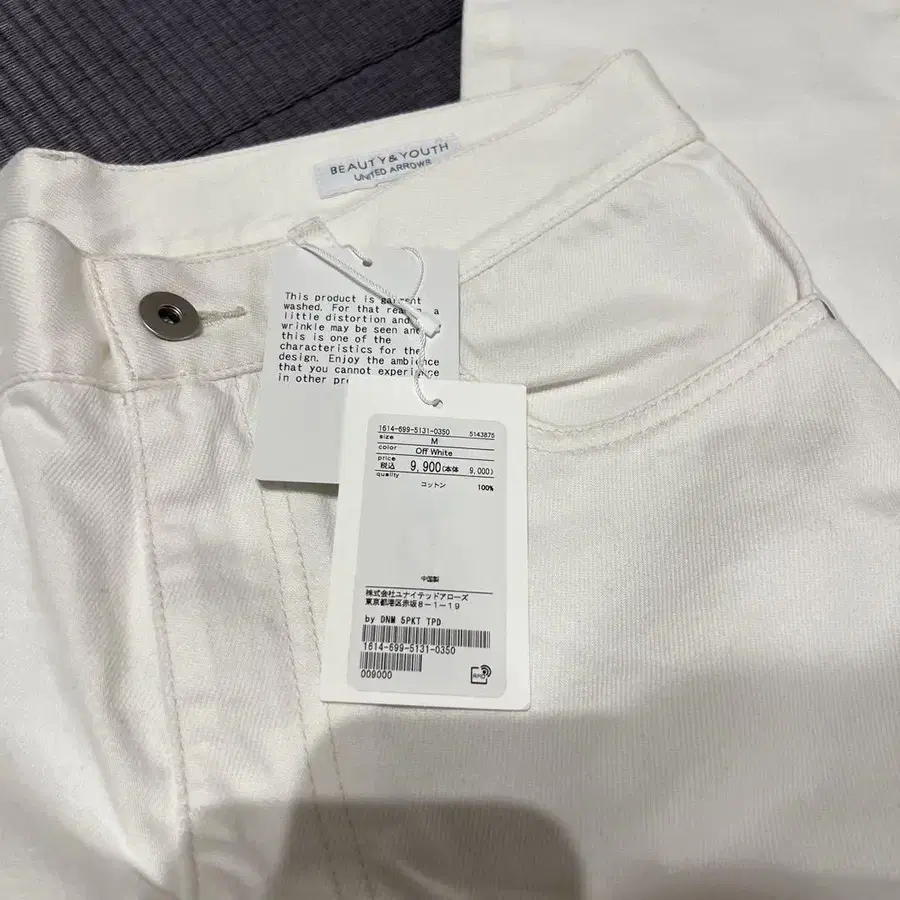 BEAUTY&YOUTH
UNITED ARROWS
This product is garment
washed. For that rea a
little distortion and
wrinkle may be seen and
this is one of the
characteristics for the
design. Enjoy the ambience
that you cannot experience
in other pr
1614-699-5131-0350 5143875
size M
color Off White
price 税込 9,900(本体 9,000)
quality
コットン 100%
中国製
株式会社ユナイテッドアローズ
東京都港区赤坂8-1-19
by DNM 5PKT TPD
1614-699-5131-0350
009000
RFID